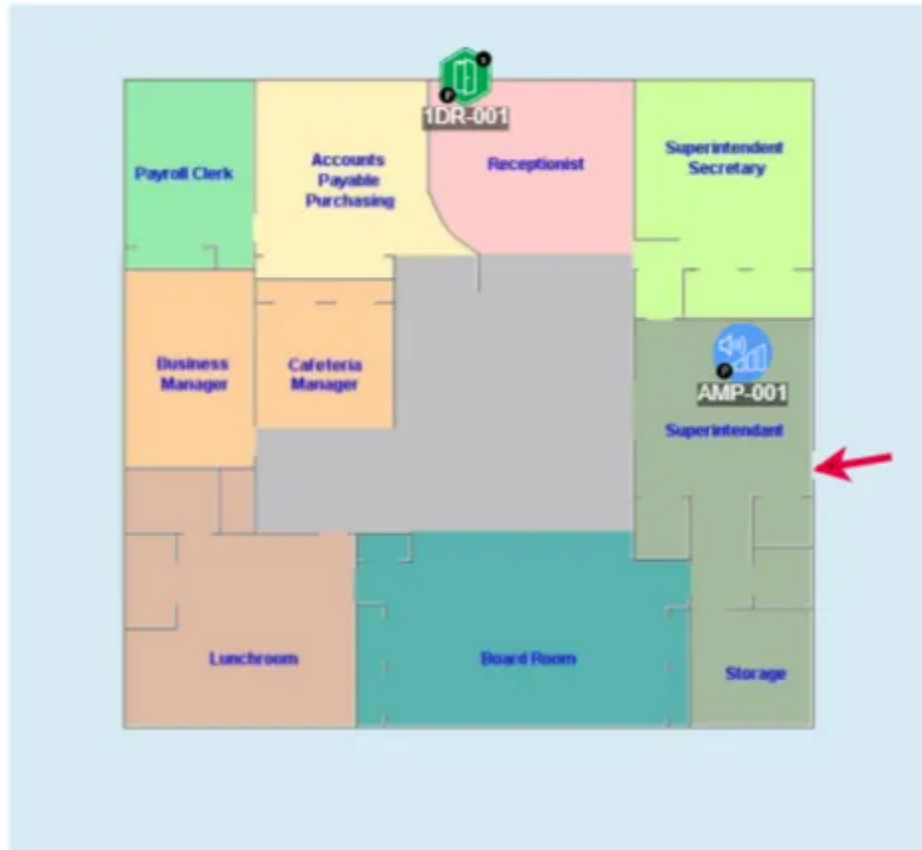 1DR-001
Payroll Clerk
Accounts
Payable
Purchasing
Receptionist
Superintendent
Secretary
Business
Manager
Cafeteria
Manager
AMP-001
Superintendant
Lunchroom
Board Room
Storage